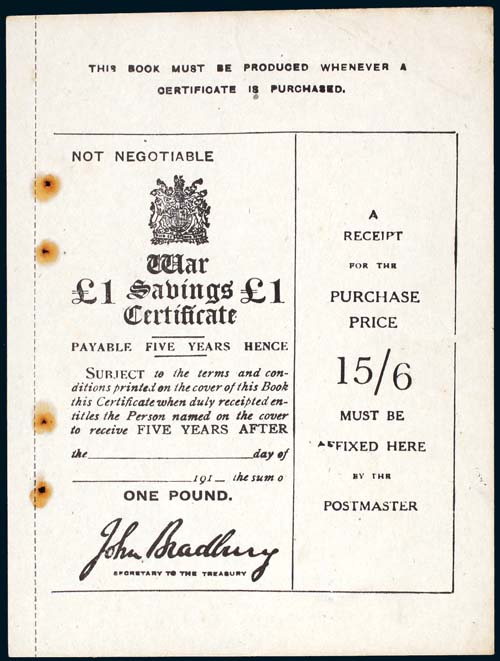 THIS BOOK MUST BE PRODUCED WHENEVER A
CERTIFICATE IS PURCHASED.
NOT NEGOTIABLE
War
£1 Savings £1
Certificate
PAYABLE FIVE YEARS HENCE
SUBJECT to the terms and con-
ditions printed on the cover of this Book
this Certificate when duly receipted en-
titles the Person named on the cover
to receive FIVE YEARS AFTER
the day of
191 the sum o
ONE POUND.
John Bradbury
SECRETARY TO THE TREASURY
A
RECEIPT
FOR THE
PURCHASE
PRICE
15/6
MUST BE
AFFIXED HERE
BY THE
POSTMASTER